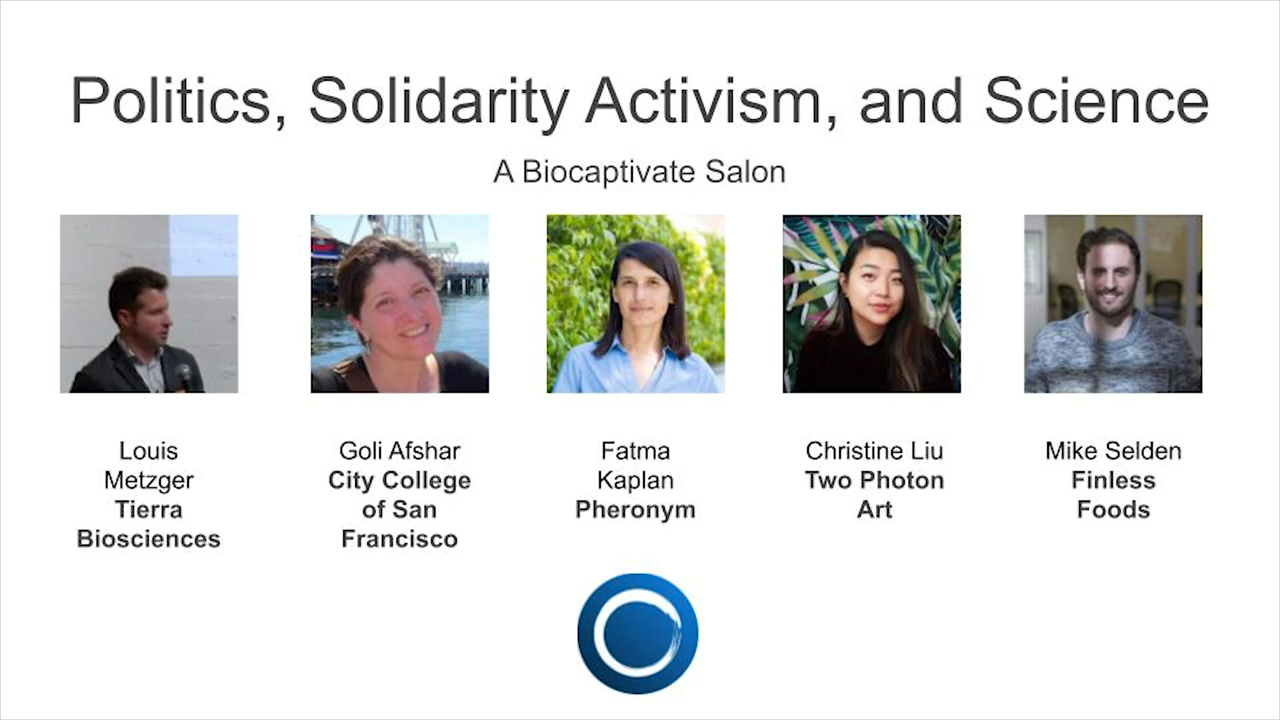 Politics, Solidarity Activism, and Science
A Biocaptivate Salon
Louis
Metzger
Tierra
Biosciences
Goli Afshar
City College
of San
Francisco
Fatma
Kaplan
Pheronym
Christine Liu
Two Photon
Art
Mike Selden
Finless
Foods